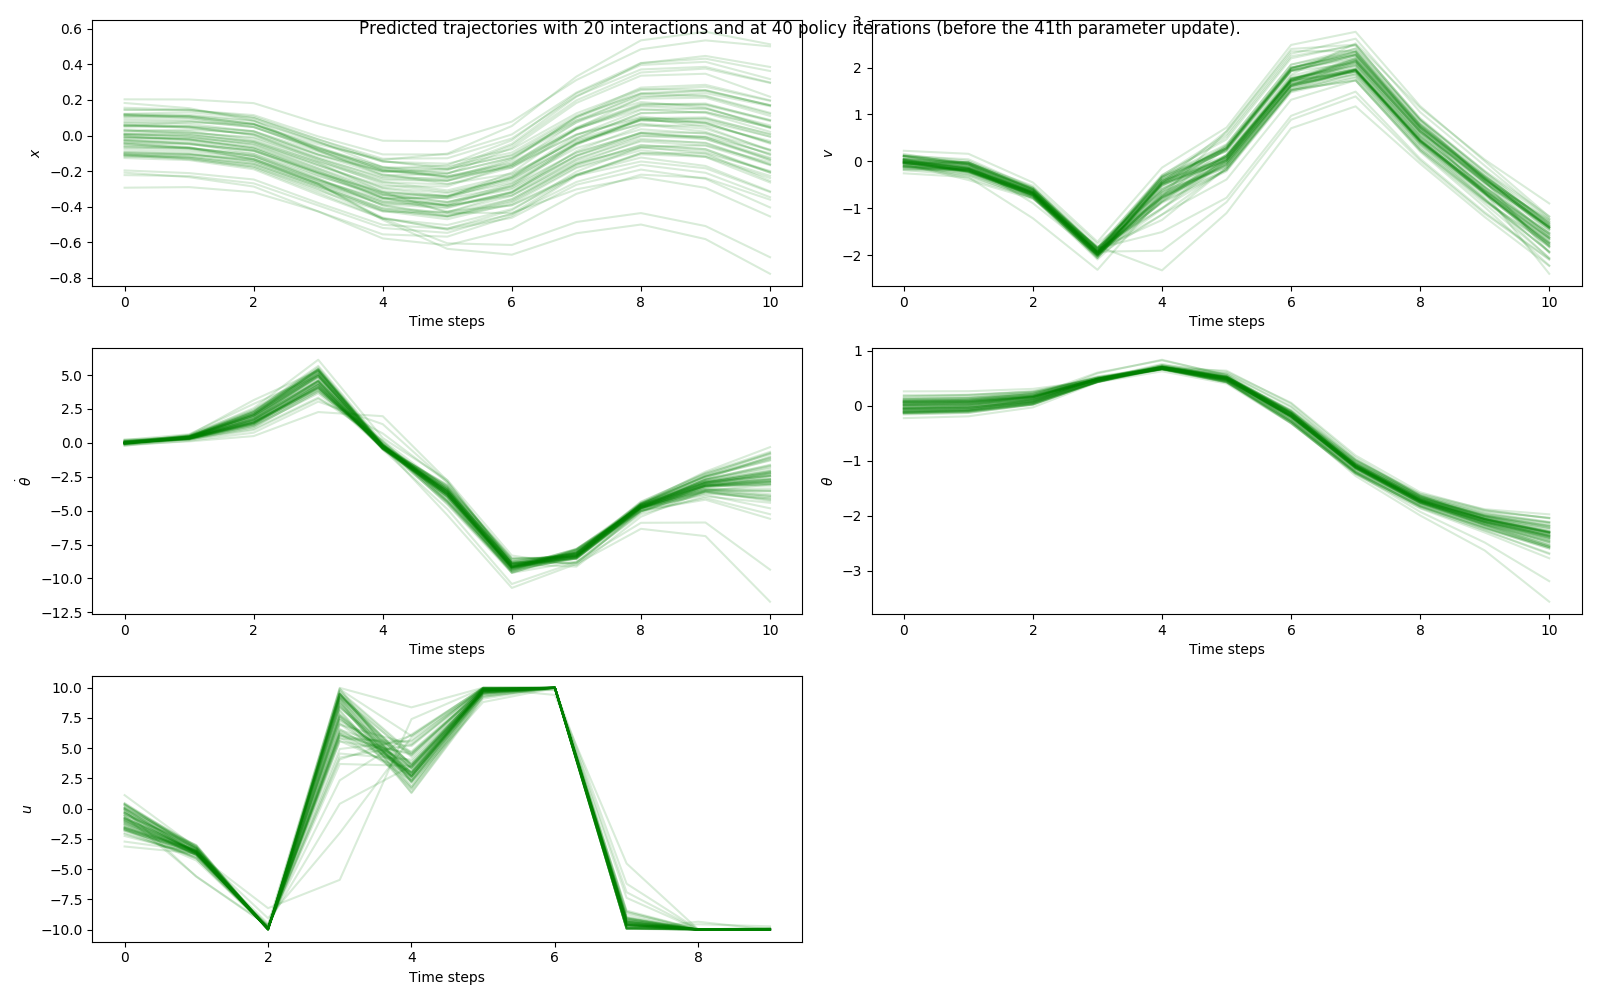 Predicted trajectories with 20 interactions and at 40 policy iterations (before the 41th parameter update).
0.6
0.4
0.2
0.0
−0.2
−0.4
−0.6
−0.8
x
0 2 4 6 8 10
Time steps
3
2
1
0
−1
−2
v
0 2 4 6 8 10
Time steps
5.0
2.5
0.0
−2.5
−5.0
−7.5
−10.0
−12.5
θ̇
0 2 4 6 8 10
Time steps
1
0
−1
−2
−3
θ
0 2 4 6 8 10
Time steps
10.0
7.5
5.0
2.5
0.0
−2.5
−5.0
−7.5
−10.0
u
0 2 4 6 8
Time steps